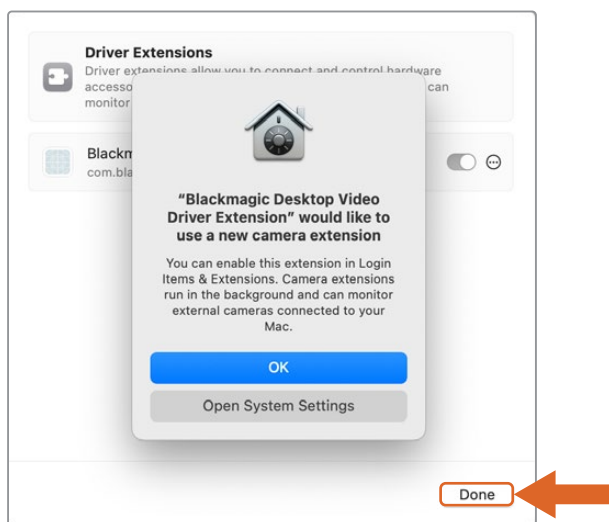 Driver Extensions
Driver extensions allow you to connect and control hardware
accesso
can
monitor
Blackm
com.bla
“Blackmagic Desktop Video
Driver Extension” would like to
use a new camera extension
You can enable this extension in Login
Items & Extensions. Camera extensions
run in the background and can monitor
external cameras connected to your
Mac.
OK
Open System Settings
Done